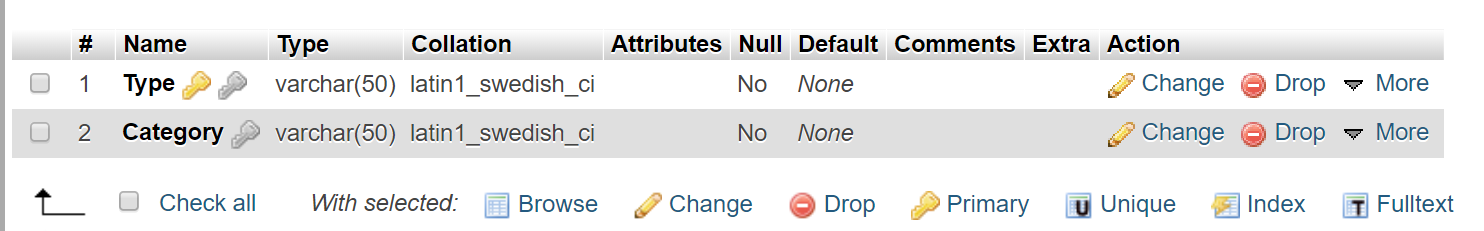 # Name Type Collation Attributes Null Default Comments Extra Action
1 Type varchar(50) latin1_swedish_ci No None Change Drop More
2 Category varchar(50) latin1_swedish_ci No None Change Drop More
Check all With selected: Browse Change Drop Primary U Unique Index T Fulltext